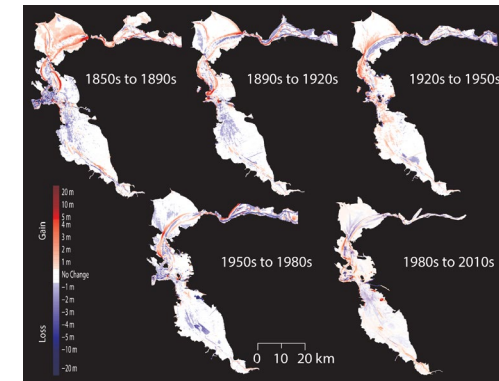 1850s to 1890s
1890s to 1920s
1920s to 1950s
20 m
10 m
5 m
4 m
3 m
2 m
1 m
No Change
−1 m
−2 m
−3 m
−4 m
−5 m
−10 m
−20 m
Gain
Loss
1950s to 1980s
1980s to 2010s
0 10 20 km